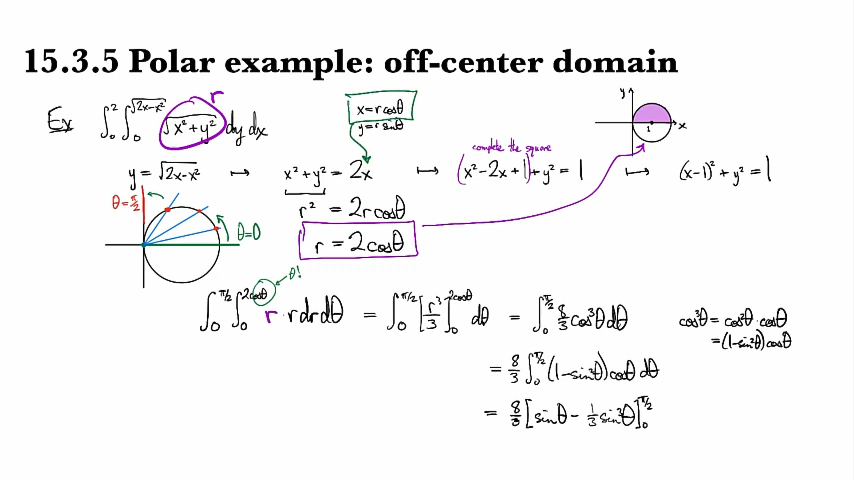 15.3.5 Polar example: off-center domain
Ex ∫₀² ∫₀^√(2x-x²) √(x²+y²) dy dx
r
x = r cosθ
y = r sinθ
y
x
1
complete the square
y = √(2x-x²) ↦ x²+y² = 2x ↦ (x²-2x+1)+y² = 1 ↦ (x-1)²+y² = 1
r² = 2r cosθ
r = 2cosθ
θ=π/2
θ=0
θ!
∫₀^(π/2) ∫₀^(2cosθ) r · r dr dθ = ∫₀^(π/2) [r³/3]₀^(2cosθ) dθ = ∫₀^(π/2) 8/3 cos³θ dθ
cos³θ = cos²θ · cosθ
= (1-sin²θ) cosθ
= 8/3 ∫₀^(π/2) (1-sin²θ) cosθ dθ
= 8/3 [sinθ - 1/3 sin³θ]₀^(π/2)